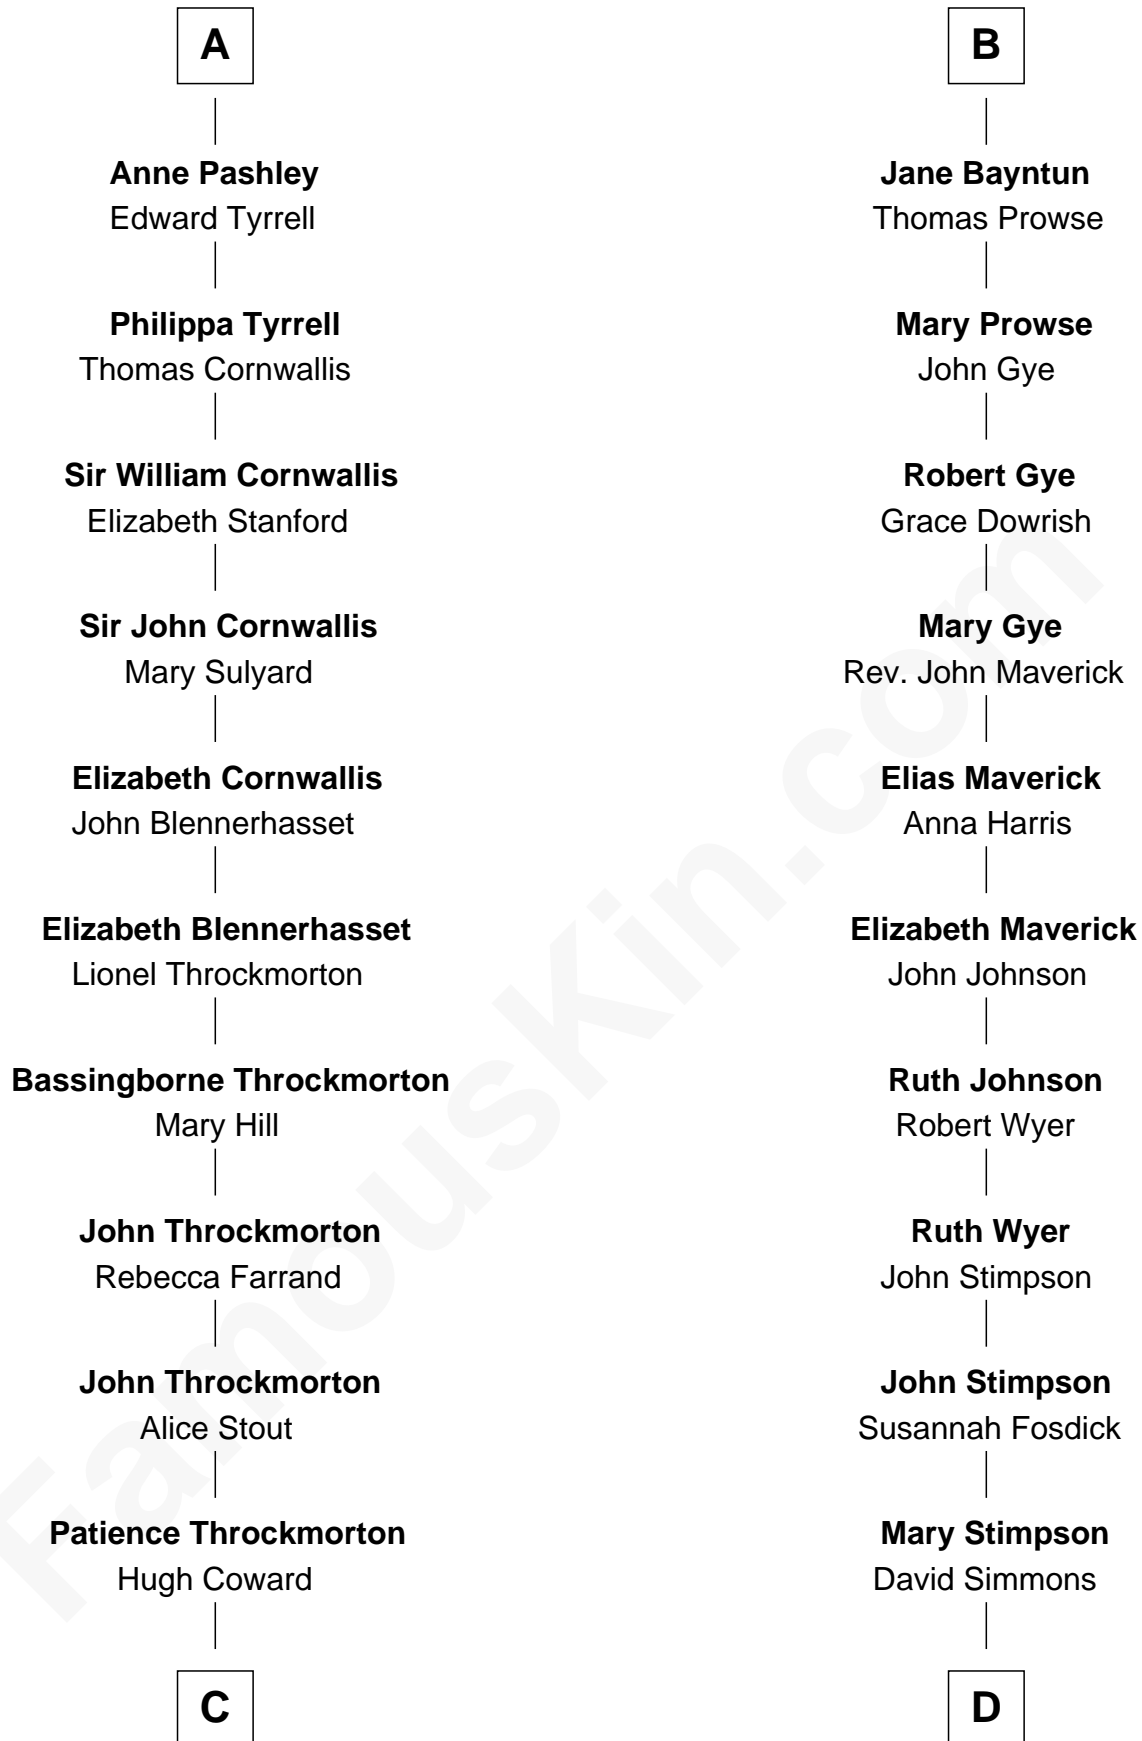 A
Anne Pashley
Edward Tyrrell
Philippa Tyrrell
Thomas Cornwallis
Sir William Cornwallis
Elizabeth Stanford
Sir John Cornwallis
Mary Sulyard
Elizabeth Cornwallis
John Blennerhasset
Elizabeth Blennerhasset
Lionel Throckmorton
Bassingborne Throckmorton
Mary Hill
John Throckmorton
Rebecca Farrand
John Throckmorton
Alice Stout
Patience Throckmorton
Hugh Coward
C
B
Jane Bayntun
Thomas Prowse
Mary Prowse
John Gye
Robert Gye
Grace Dowrish
Mary Gye
Rev. John Maverick
Elias Maverick
Anna Harris
Elizabeth Maverick
John Johnson
Ruth Johnson
Robert Wyer
Ruth Wyer
John Stimpson
John Stimpson
Susannah Fosdick
Mary Stimpson
David Simmons
D
FamousKin.com